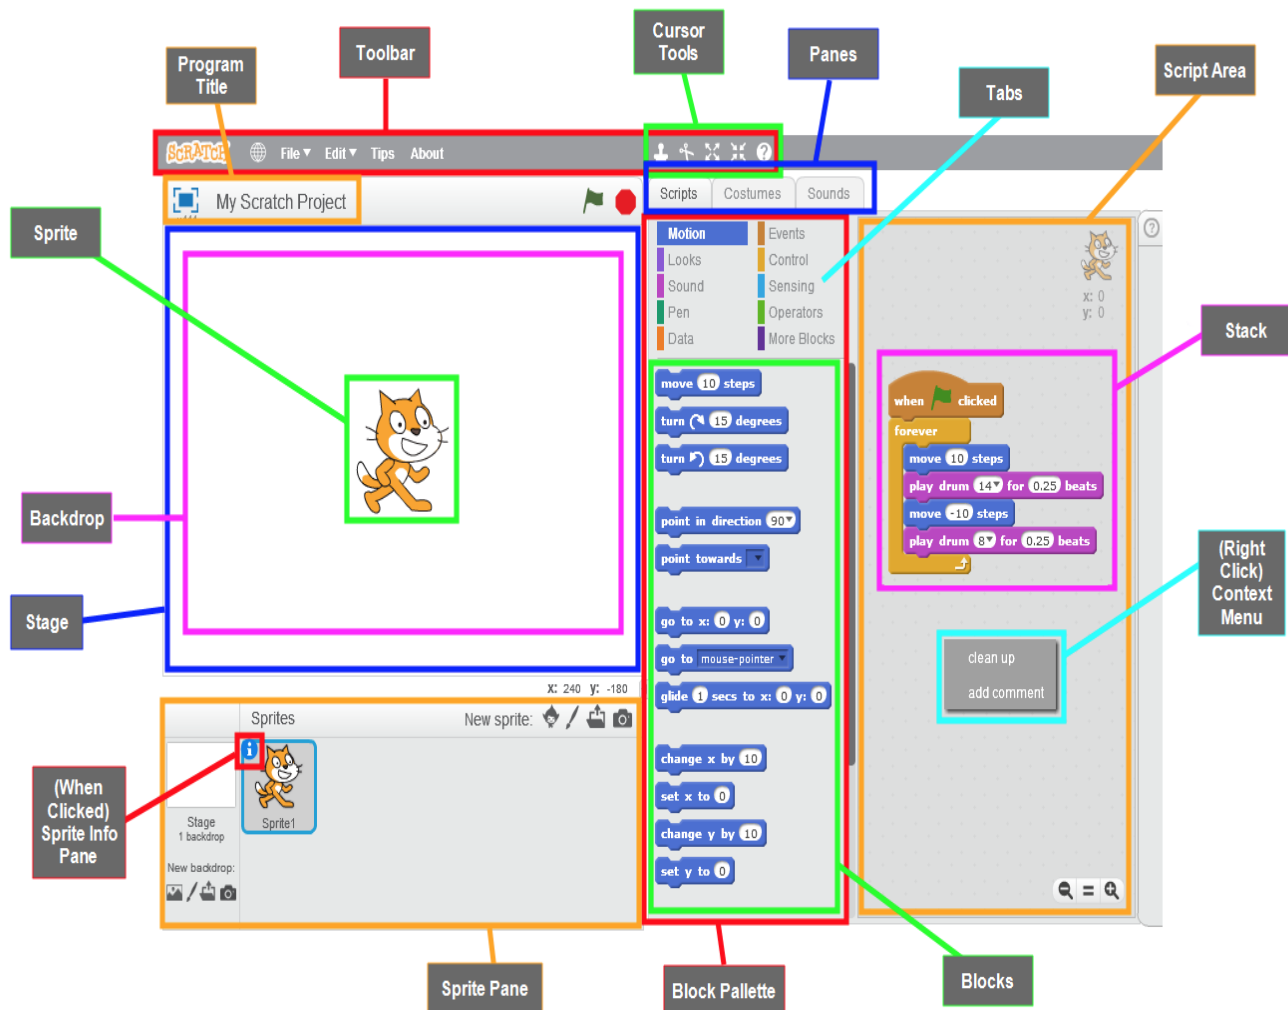 Cursor
Tools
Toolbar
Panes
Program
Title
Script Area
Tabs
SCRATCH
File
Edit
Tips
About
My Scratch Project
Scripts
Costumes
Sounds
Sprite
Motion
Events
Looks
Control
Sound
Sensing
Pen
Operators
Data
More Blocks
x: 0
y: 0
Stack
move 10 steps
turn 15 degrees
turn 15 degrees
point in direction 90
point towards
go to x: 0 y: 0
go to mouse-pointer
glide 1 secs to x: 0 y: 0
change x by 10
set x to 0
change y by 10
set y to 0
when clicked
forever
move 10 steps
play drum 14 for 0.25 beats
move -10 steps
play drum 8 for 0.25 beats
Backdrop
Stage
(Right
Click)
Context
Menu
clean up
add comment
x: 240 y: -180
Sprites
New sprite:
Sprite1
Stage
1 backdrop
New backdrop:
(When
Clicked)
Sprite Info
Pane
Sprite Pane
Block Pallette
Blocks